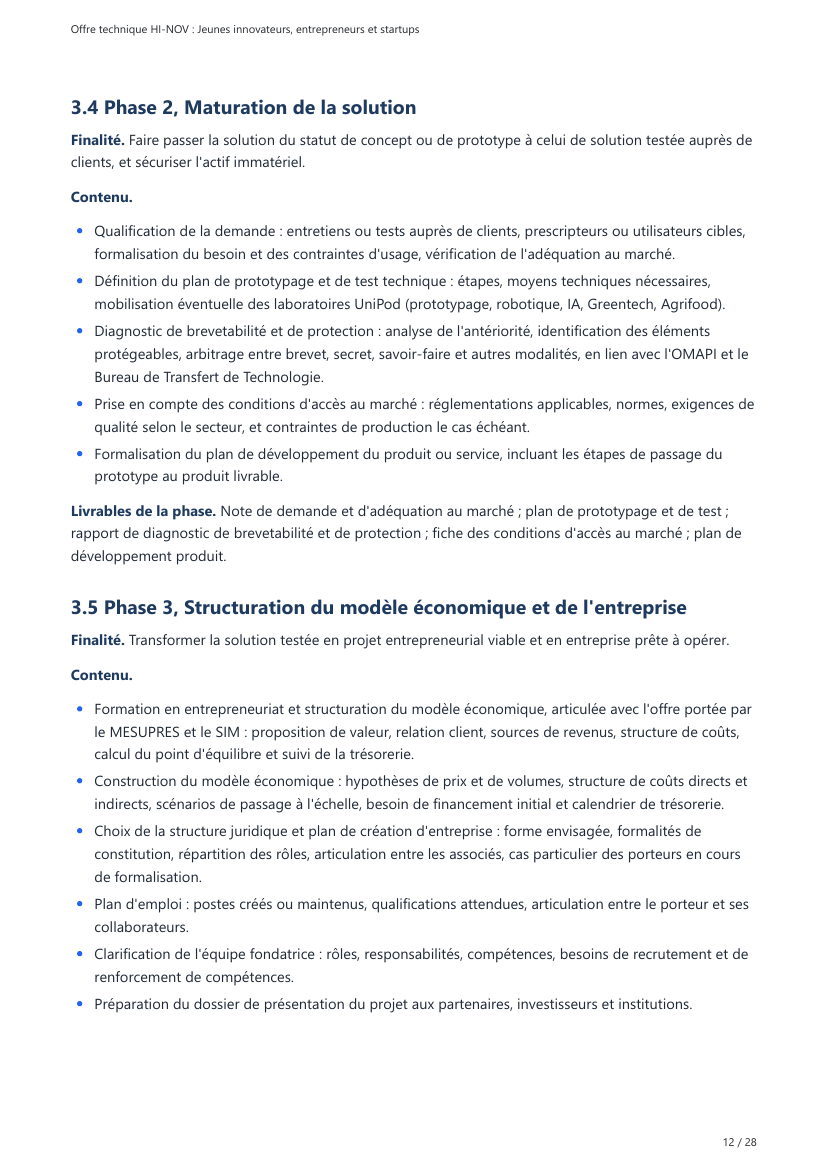 Offre technique HI-NOV : Jeunes innovateurs, entrepreneurs et startups
3.4 Phase 2, Maturation de la solution
Finalité. Faire passer la solution du statut de concept ou de prototype à celui de solution testée auprès de
clients, et sécuriser l'actif immatériel.
Contenu.
• Qualification de la demande : entretiens ou tests auprès de clients, prescripteurs ou utilisateurs cibles,
formalisation du besoin et des contraintes d'usage, vérification de l'adéquation au marché.
• Définition du plan de prototypage et de test technique : étapes, moyens techniques nécessaires,
mobilisation éventuelle des laboratoires UniPod (prototypage, robotique, IA, Greentech, Agrifood).
• Diagnostic de brevetabilité et de protection : analyse de l'antériorité, identification des éléments
protégeables, arbitrage entre brevet, secret, savoir-faire et autres modalités, en lien avec l'OMAPI et le
Bureau de Transfert de Technologie.
• Prise en compte des conditions d'accès au marché : réglementations applicables, normes, exigences de
qualité selon le secteur, et contraintes de production le cas échéant.
• Formalisation du plan de développement du produit ou service, incluant les étapes de passage du
prototype au produit livrable.
Livrables de la phase. Note de demande et d'adéquation au marché ; plan de prototypage et de test ;
rapport de diagnostic de brevetabilité et de protection ; fiche des conditions d'accès au marché ; plan de
développement produit.
3.5 Phase 3, Structuration du modèle économique et de l'entreprise
Finalité. Transformer la solution testée en projet entrepreneurial viable et en entreprise prête à opérer.
Contenu.
• Formation en entrepreneuriat et structuration du modèle économique, articulée avec l'offre portée par
le MESUPRES et le SIM : proposition de valeur, relation client, sources de revenus, structure de coûts,
calcul du point d'équilibre et suivi de la trésorerie.
• Construction du modèle économique : hypothèses de prix et de volumes, structure de coûts directs et
indirects, scénarios de passage à l'échelle, besoin de financement initial et calendrier de trésorerie.
• Choix de la structure juridique et plan de création d'entreprise : forme envisagée, formalités de
constitution, répartition des rôles, articulation entre les associés, cas particulier des porteurs en cours
de formalisation.
• Plan d'emploi : postes créés ou maintenus, qualifications attendues, articulation entre le porteur et ses
collaborateurs.
• Clarification de l'équipe fondatrice : rôles, responsabilités, compétences, besoins de recrutement et de
renforcement de compétences.
• Préparation du dossier de présentation du projet aux partenaires, investisseurs et institutions.
12 / 28